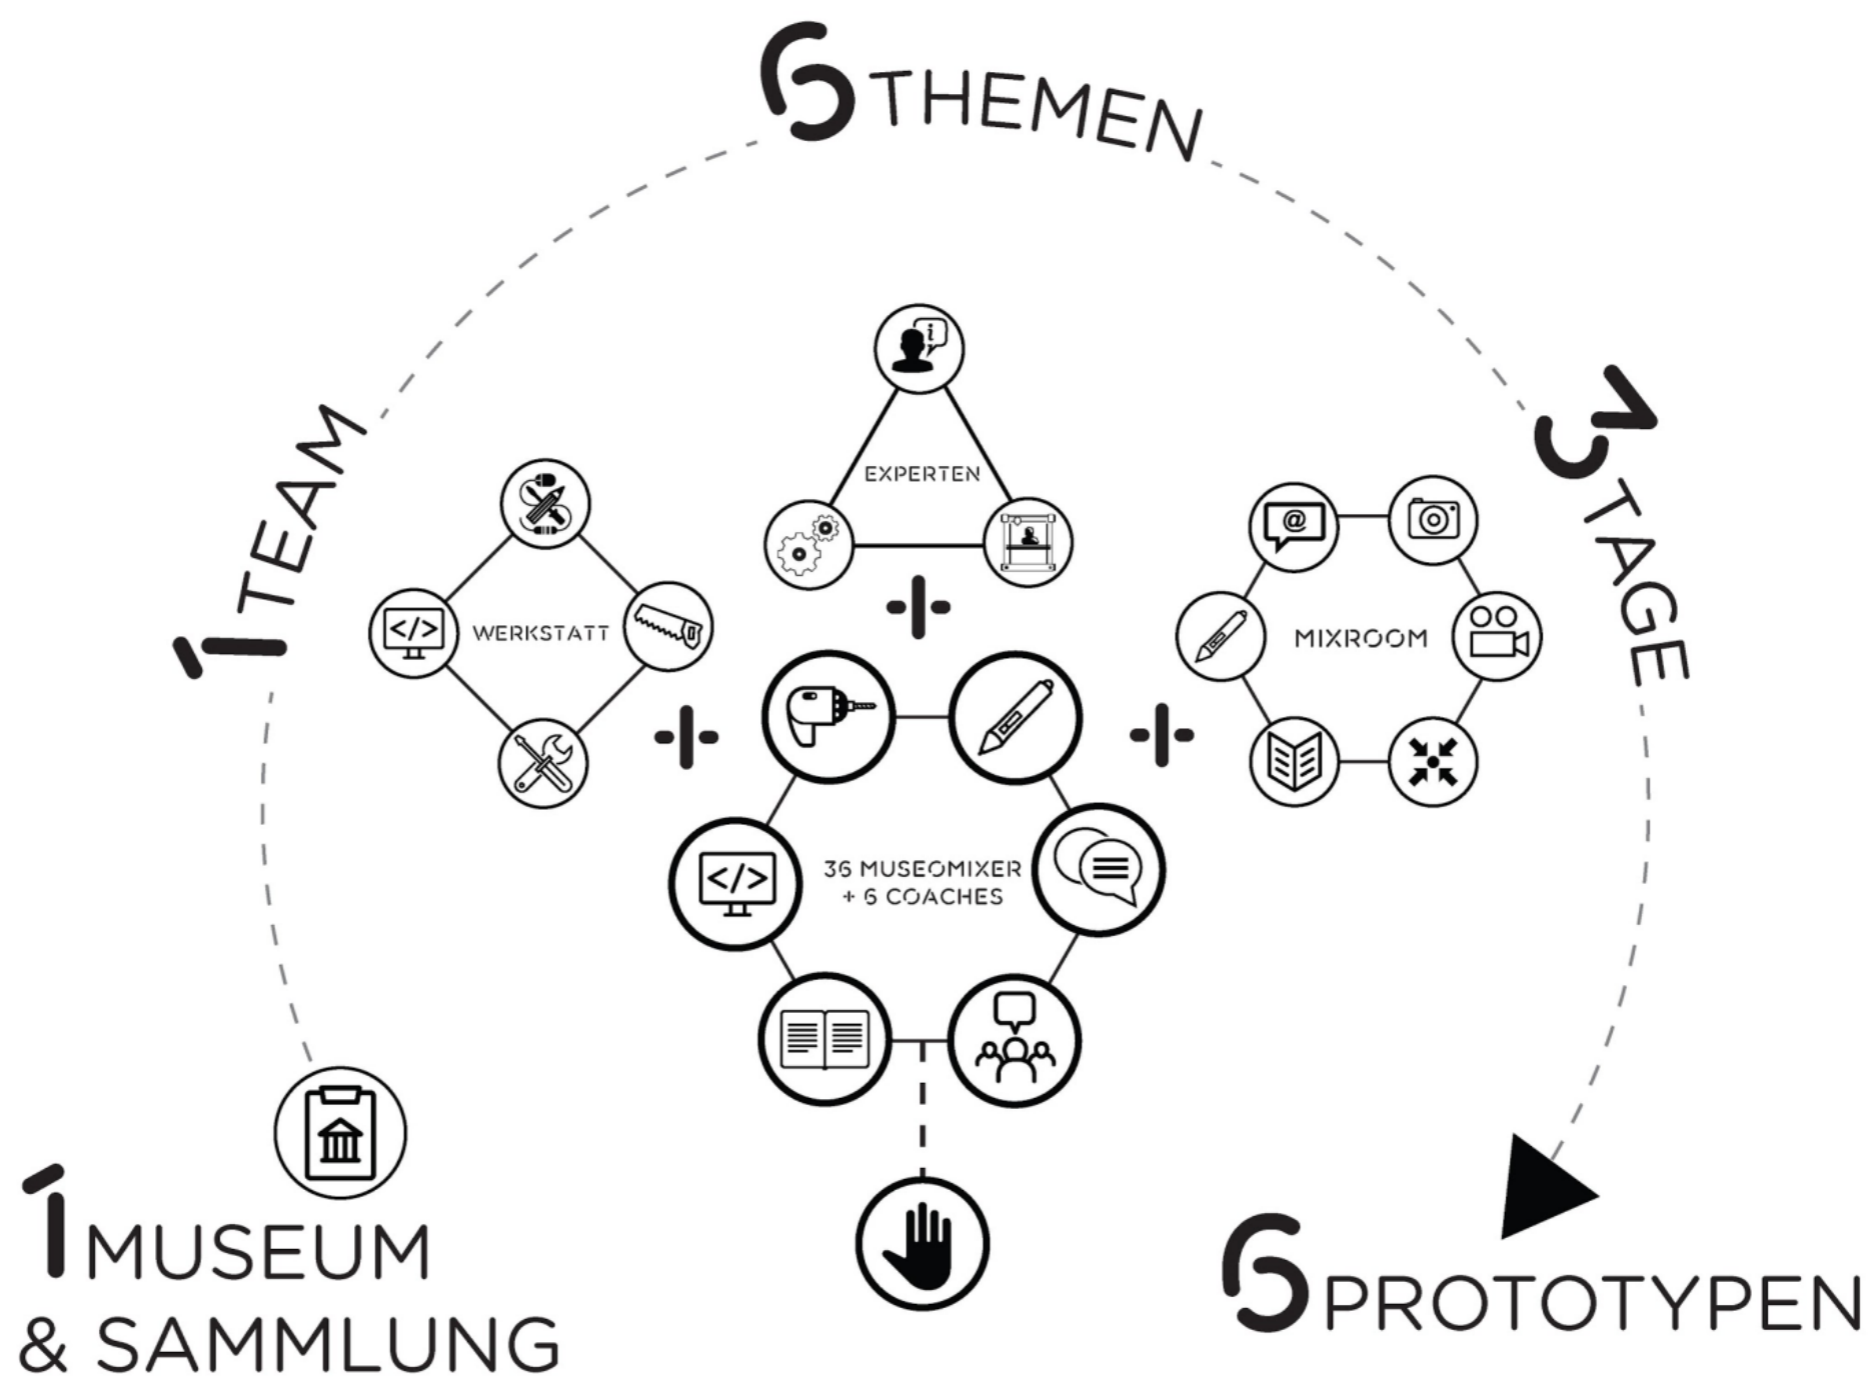 6 THEMEN
1 TEAM
3 TAGE
EXPERTEN
WERKSTATT
MIXROOM
i
@
</>
36 MUSEOMIXER
+ 6 COACHES
</>
1 MUSEUM
& SAMMLUNG
6 PROTOTYPEN